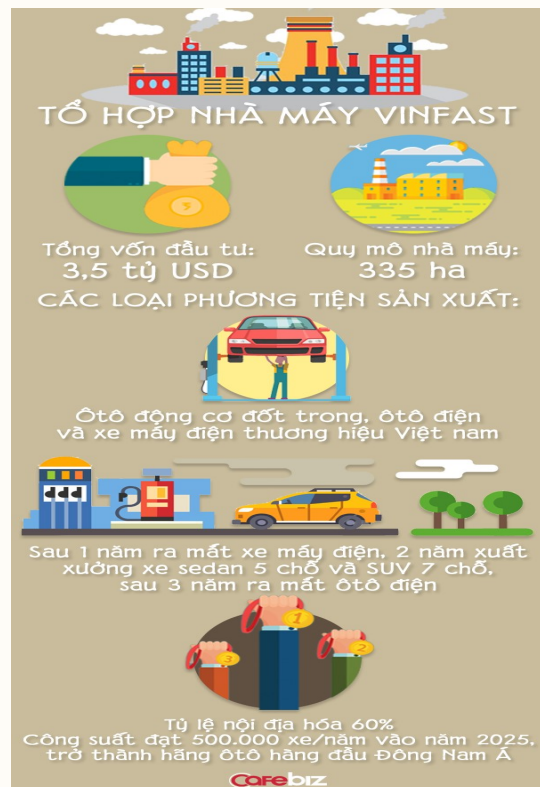 TỔ HỢP NHÀ MÁY VINFAST
Tổng vốn đầu tư:
3,5 tỷ USD
Quy mô nhà máy:
335 ha
CÁC LOẠI PHƯƠNG TIỆN SẢN XUẤT:
Ôtô động cơ đốt trong, ôtô điện
và xe máy điện thương hiệu Việt nam
Sau 1 năm ra mắt xe máy điện, 2 năm xuất
xưởng xe sedan 5 chỗ và SUV 7 chỗ,
sau 3 năm ra mắt ôtô điện
3
1
2
Tỷ lệ nội địa hóa 60%
Công suất đạt 500.000 xe/năm vào năm 2025,
trở thành hãng ôtô hàng đầu Đông Nam Á
Cafebiz